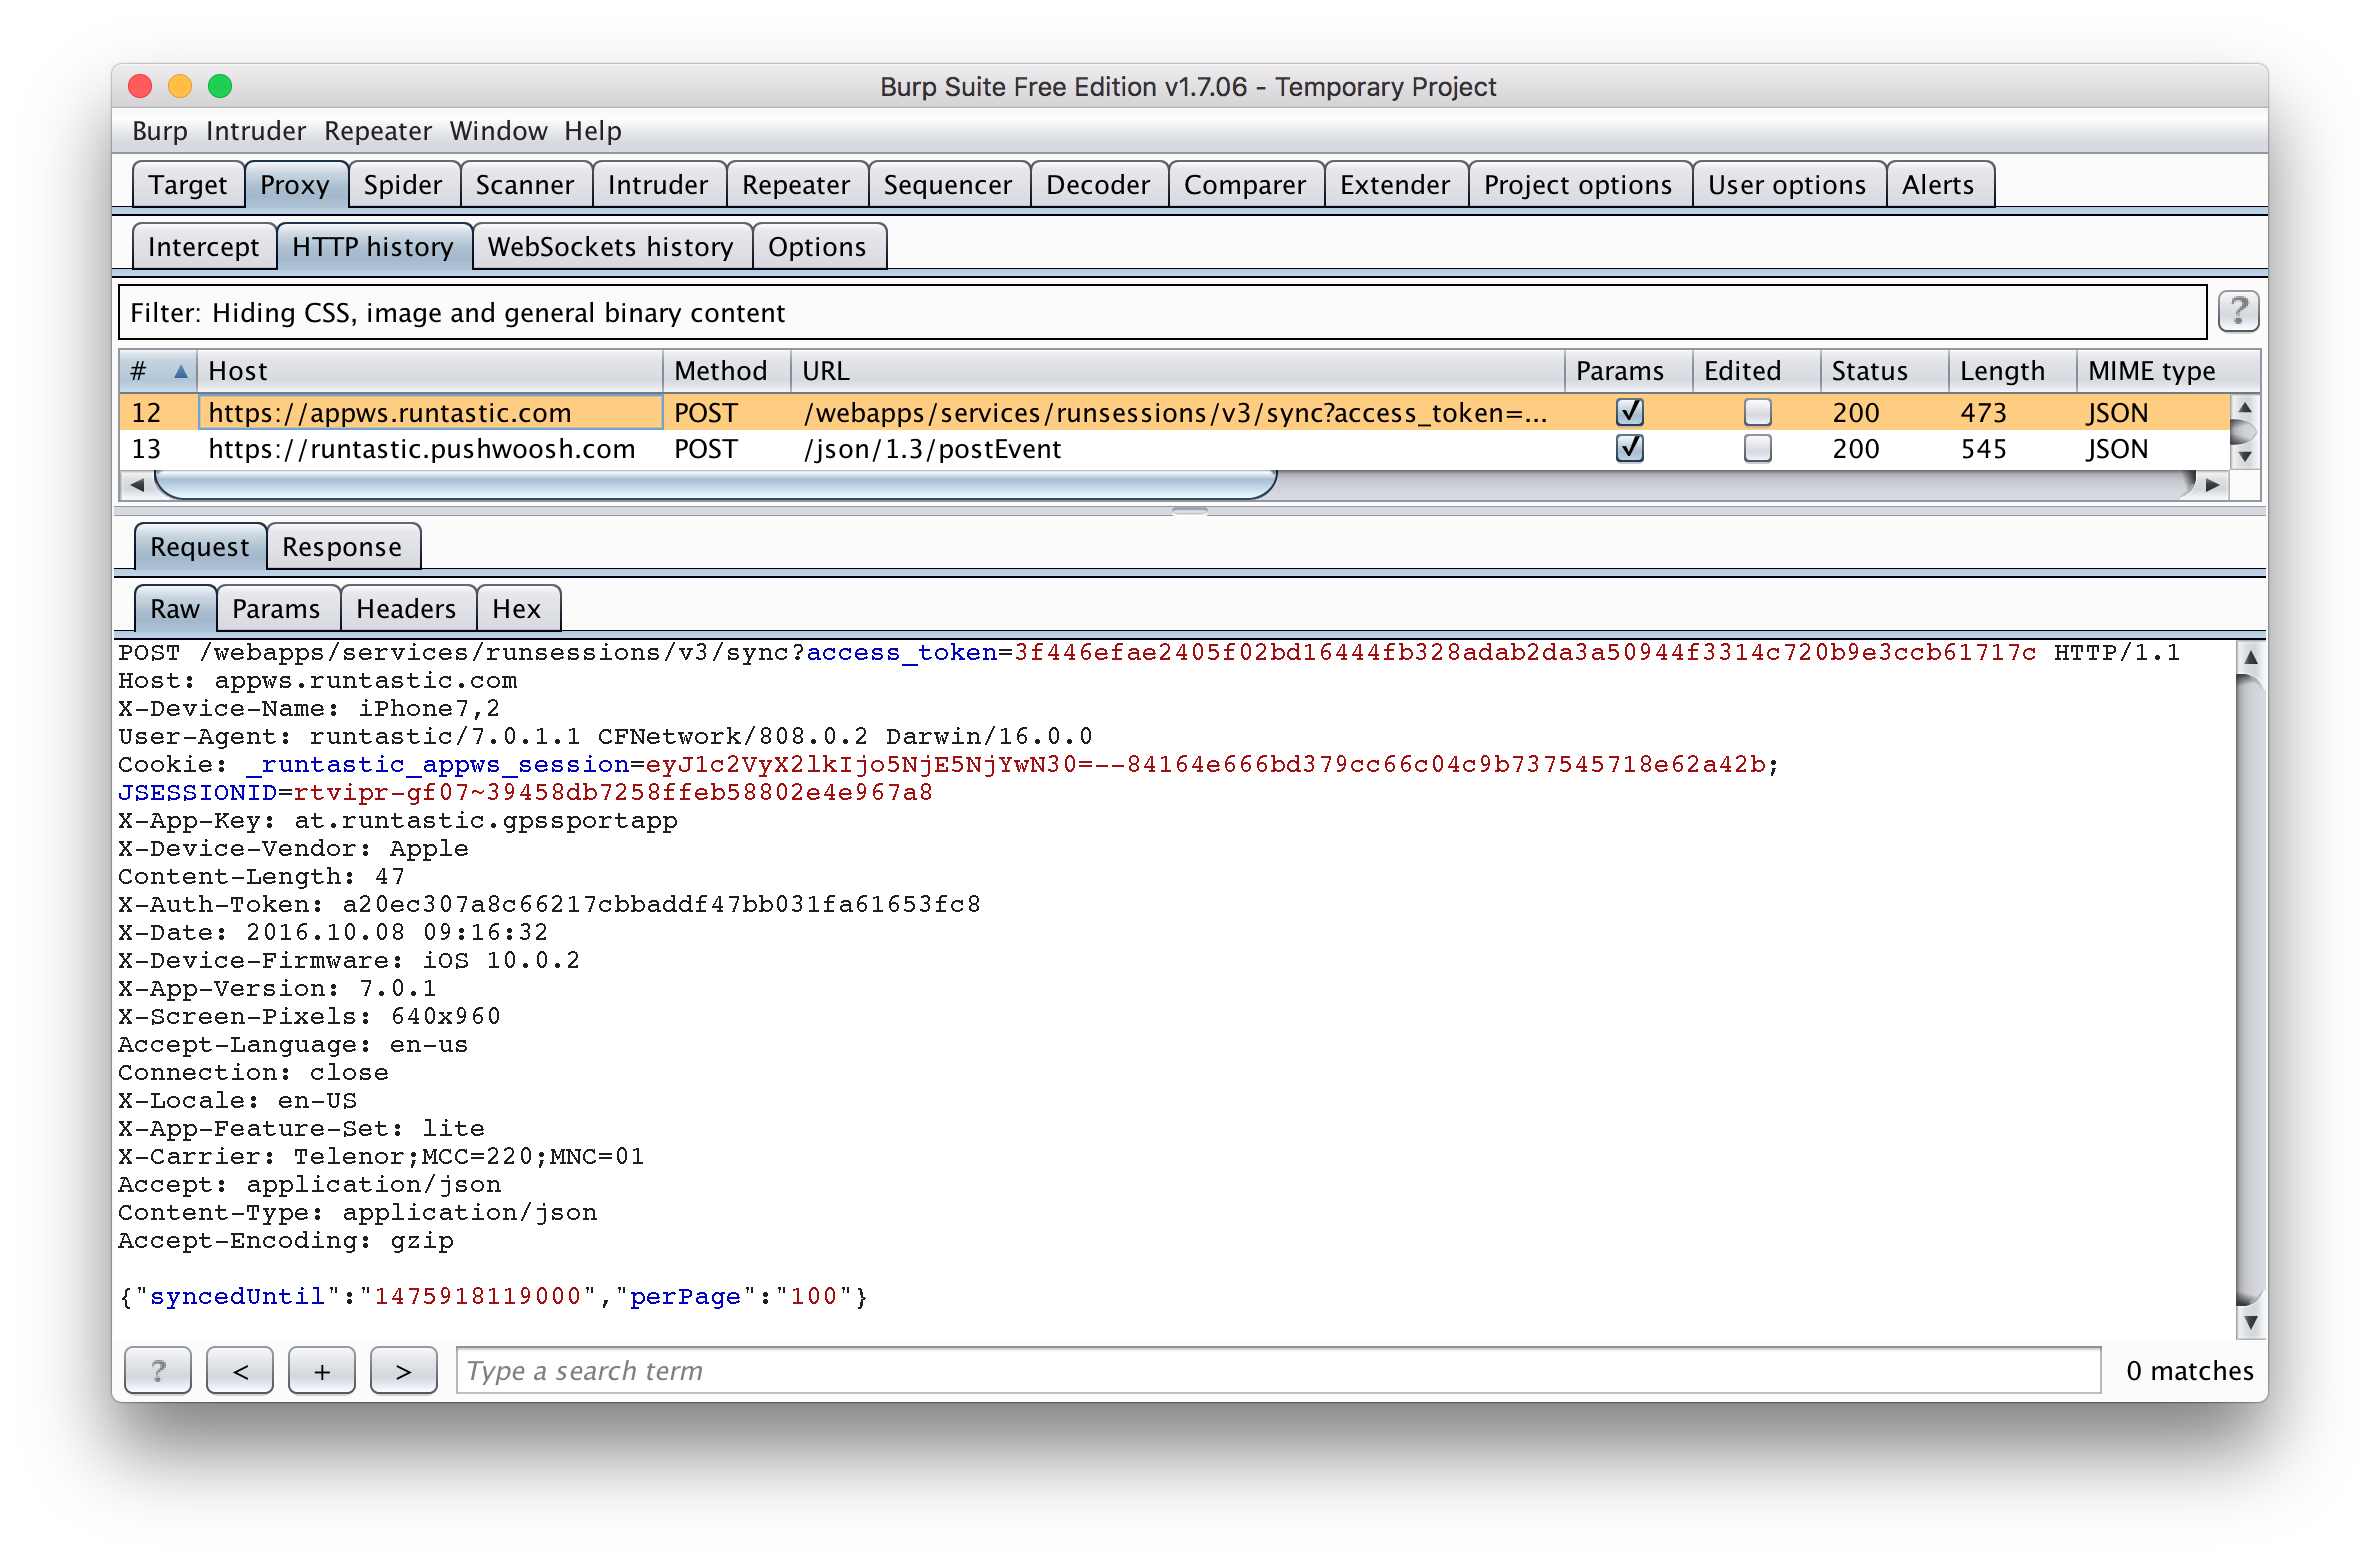 Burp Suite Free Edition v1.7.06 - Temporary Project
Burp Intruder Repeater Window Help
Target Proxy Spider Scanner Intruder Repeater Sequencer Decoder Comparer Extender Project options User options Alerts
Intercept HTTP history WebSockets history Options
Filter: Hiding CSS, image and general binary content ?
# Host Method URL Params Edited Status Length MIME type
12 https://appws.runtastic.com POST /webapps/services/runsessions/v3/sync?access_token=... 200 473 JSON
13 https://runtastic.pushwoosh.com POST /json/1.3/postEvent 200 545 JSON
Request Response
Raw Params Headers Hex
POST /webapps/services/runsessions/v3/sync?access_token=3f446efae2405f02bd16444fb328adab2da3a50944f3314c720b9e3ccb61717c HTTP/1.1
Host: appws.runtastic.com
X-Device-Name: iPhone7,2
User-Agent: runtastic/7.0.1.1 CFNetwork/808.0.2 Darwin/16.0.0
Cookie: _runtastic_appws_session=eyJ1c2VyX2lkIjo5NjE5NjYwN30=--84164e666bd379cc66c04c9b737545718e62a42b;
JSESSIONID=rtvipr-gf07~39458db7258ffeb58802e4e967a8
X-App-Key: at.runtastic.gpssportapp
X-Device-Vendor: Apple
Content-Length: 47
X-Auth-Token: a20ec307a8c66217cbbaddf47bb031fa61653fc8
X-Date: 2016.10.08 09:16:32
X-Device-Firmware: iOS 10.0.2
X-App-Version: 7.0.1
X-Screen-Pixels: 640x960
Accept-Language: en-us
Connection: close
X-Locale: en-US
X-App-Feature-Set: lite
X-Carrier: Telenor;MCC=220;MNC=01
Accept: application/json
Content-Type: application/json
Accept-Encoding: gzip
{"syncedUntil":"1475918119000","perPage":"100"}
? < + > Type a search term 0 matches